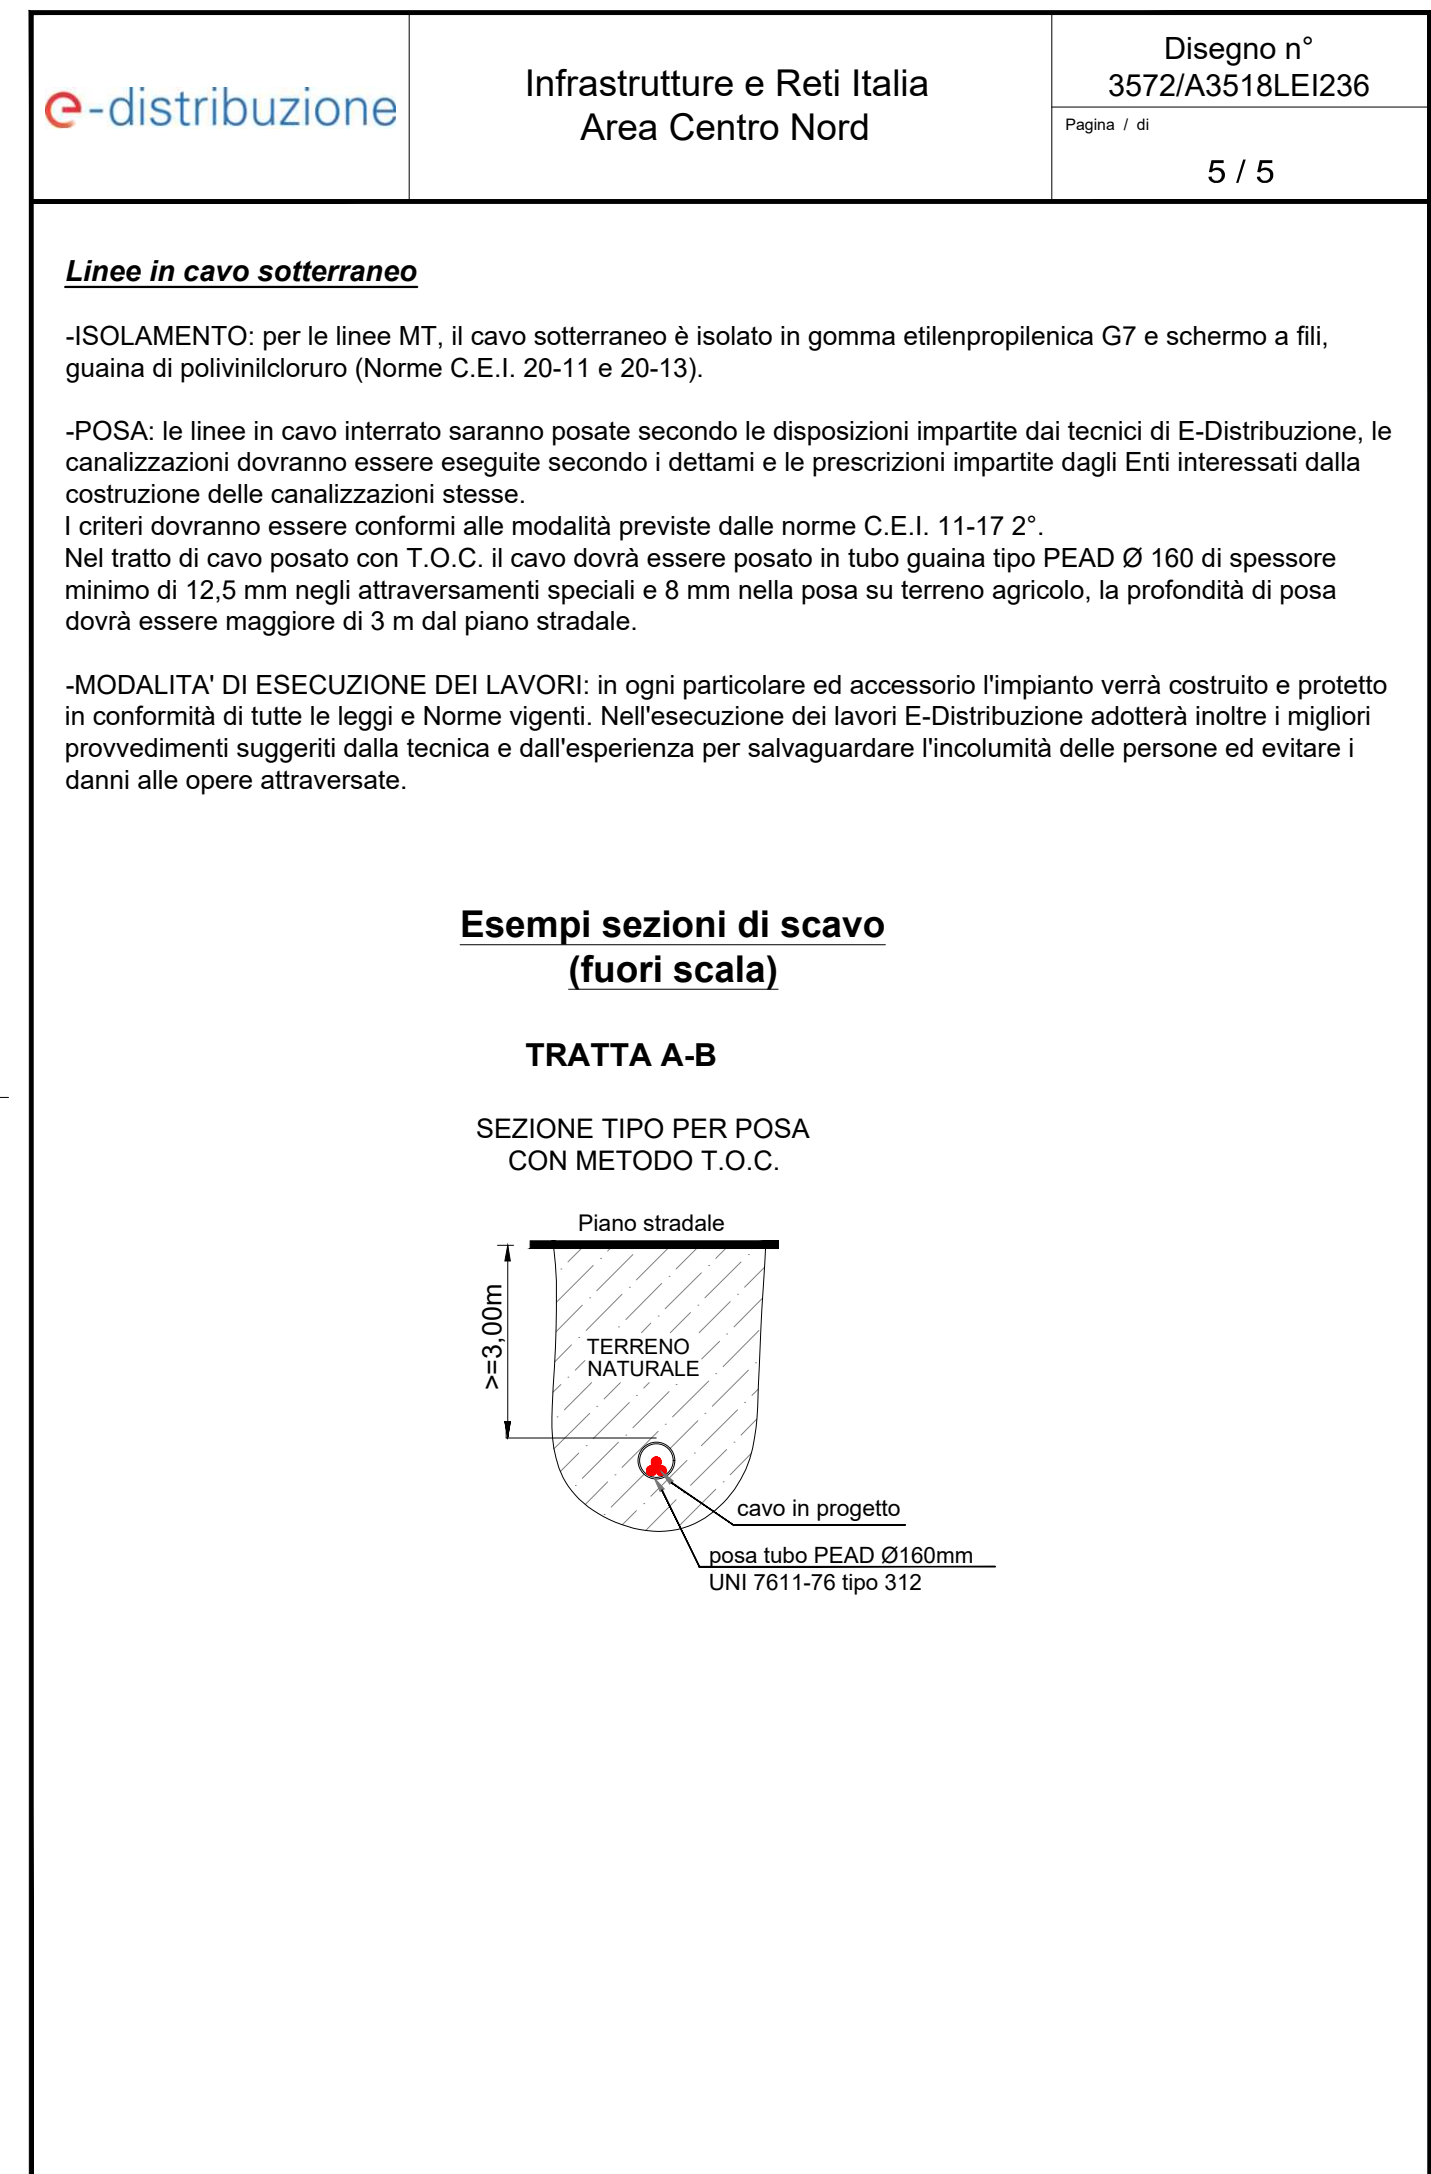 e-distribuzione
Infrastrutture e Reti Italia
Area Centro Nord
Disegno n°
3572/A3518LEI236
Pagina / di
5 / 5
Linee in cavo sotterraneo
-ISOLAMENTO: per le linee MT, il cavo sotterraneo è isolato in gomma etilenpropilenica G7 e schermo a fili,
guaina di polivinilcloruro (Norme C.E.I. 20-11 e 20-13).
-POSA: le linee in cavo interrato saranno posate secondo le disposizioni impartite dai tecnici di E-Distribuzione, le
canalizzazioni dovranno essere eseguite secondo i dettami e le prescrizioni impartite dagli Enti interessati dalla
costruzione delle canalizzazioni stesse.
I criteri dovranno essere conformi alle modalità previste dalle norme C.E.I. 11-17 2°.
Nel tratto di cavo posato con T.O.C. il cavo dovrà essere posato in tubo guaina tipo PEAD Ø 160 di spessore
minimo di 12,5 mm negli attraversamenti speciali e 8 mm nella posa su terreno agricolo, la profondità di posa
dovrà essere maggiore di 3 m dal piano stradale.
-MODALITA' DI ESECUZIONE DEI LAVORI: in ogni particolare ed accessorio l'impianto verrà costruito e protetto
in conformità di tutte le leggi e Norme vigenti. Nell'esecuzione dei lavori E-Distribuzione adotterà inoltre i migliori
provvedimenti suggeriti dalla tecnica e dall'esperienza per salvaguardare l'incolumità delle persone ed evitare i
danni alle opere attraversate.
Esempi sezioni di scavo
(fuori scala)
TRATTA A-B
SEZIONE TIPO PER POSA
CON METODO T.O.C.
Piano stradale
>=3,00m
TERRENO
NATURALE
cavo in progetto
posa tubo PEAD Ø160mm
UNI 7611-76 tipo 312